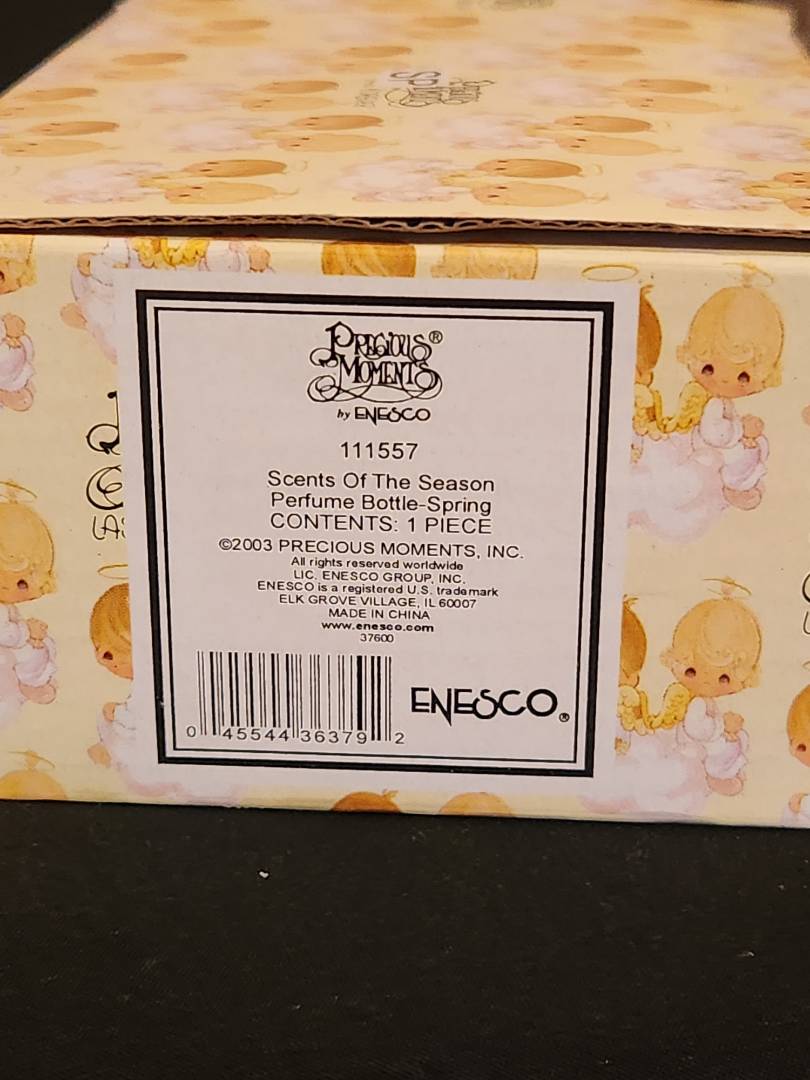 PRECIOUS®
MOMENTS
by ENESCO
111557
Scents Of The Season
Perfume Bottle-Spring
CONTENTS: 1 PIECE
©2003 PRECIOUS MOMENTS, INC.
All rights reserved worldwide
LIC. ENESCO GROUP, INC.
ENESCO is a registered U.S. trademark
ELK GROVE VILLAGE, IL 60007
MADE IN CHINA
www.enesco.com
37600
ENESCO®
0 45544 36379 2